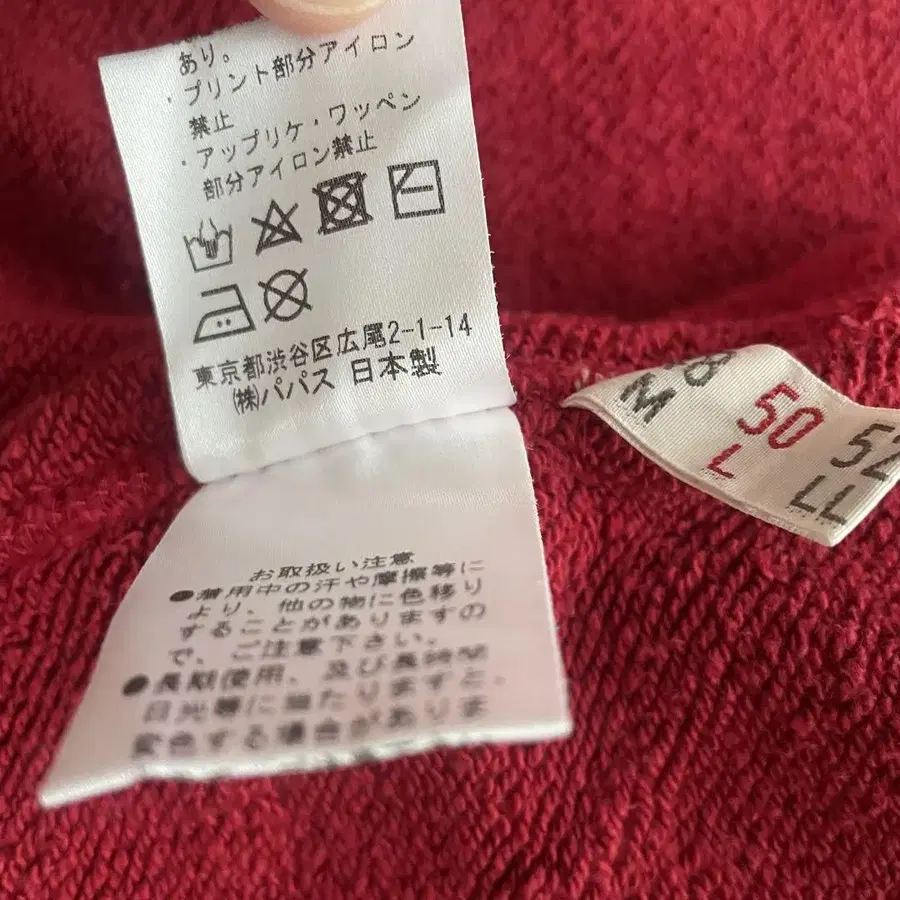 あり。
・プリント部分アイロン
禁止
・アップリケ・ワッペン
部分アイロン禁止
東京都渋谷区広尾2-1-14
㈱パパス 日本製
お取扱い注意
●着用中の汗や摩擦等に
より、他の物に色移り
することがありますの
で、ご注意下さい。
●長期使用、及び長時間
日光等に当たりますと、
変色する場合がありま
M
50
L
52
LL